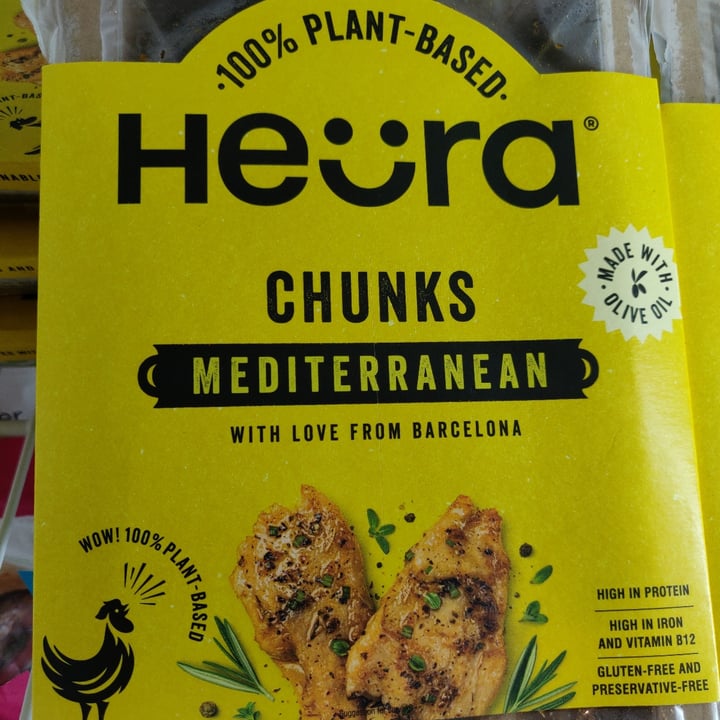 ·100% PLANT-BASED·
Heüra®
CHUNKS
MADE WITH
·OLIVE OIL·
MEDITERRANEAN
WITH LOVE FROM BARCELONA
WOW! 100% PLANT-BASED
HIGH IN PROTEIN
HIGH IN IRON
AND VITAMIN B12
GLUTEN-FREE AND
PRESERVATIVE-FREE